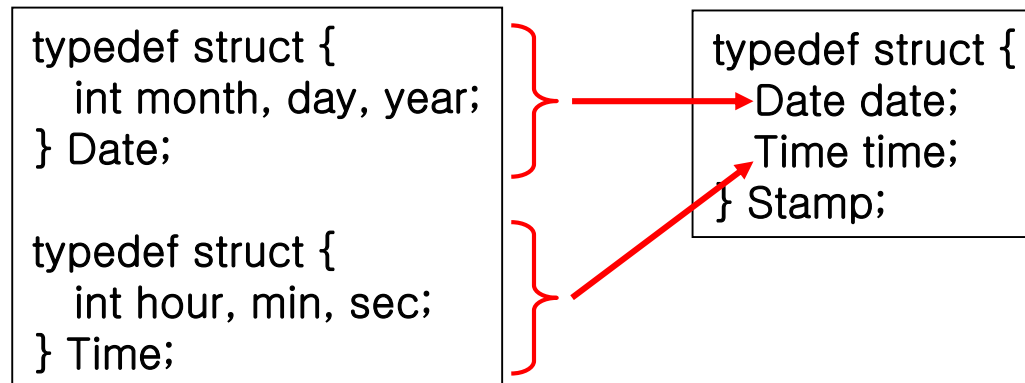 typedef struct {
int month, day, year;
} Date;
typedef struct {
int hour, min, sec;
} Time;
typedef struct {
Date date;
Time time;
} Stamp;